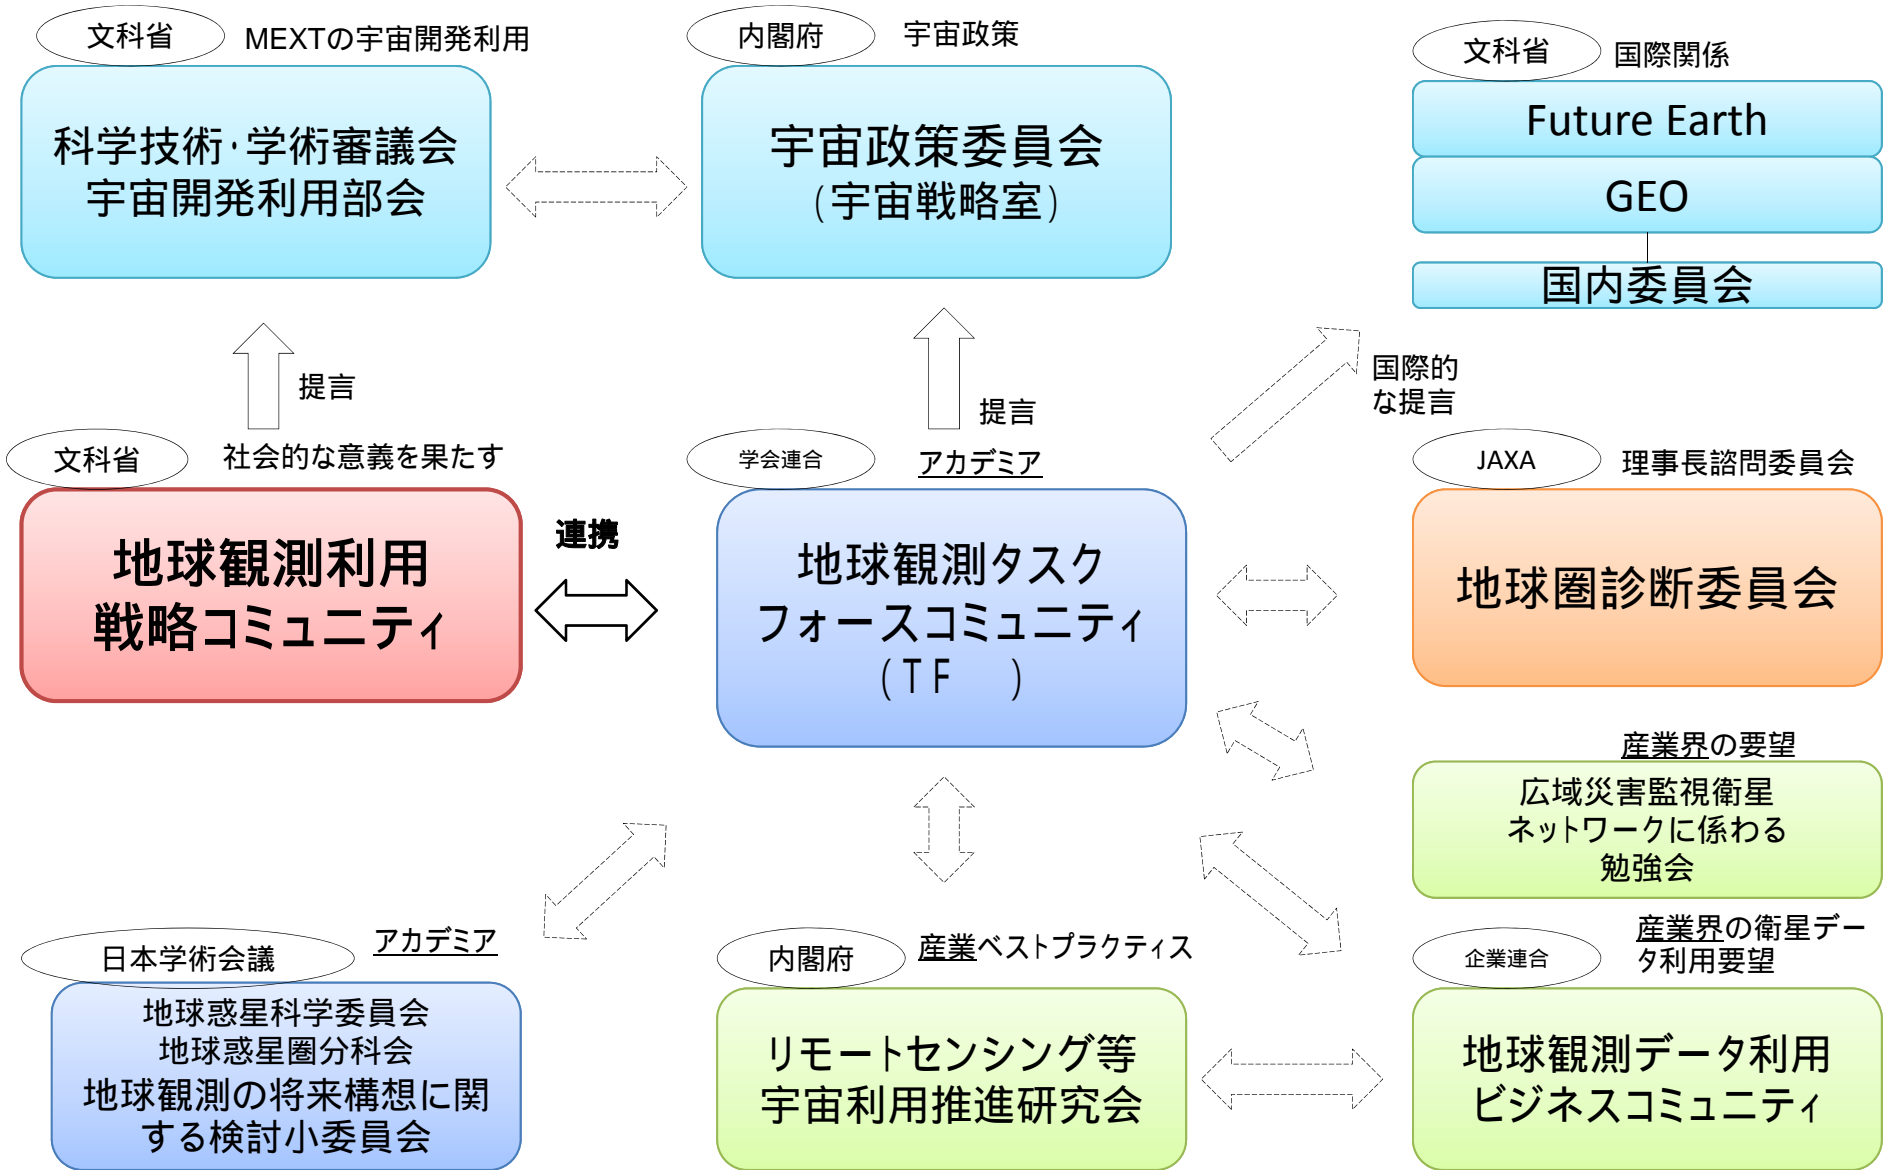 文科省
MEXTの宇宙開発利用
科学技術・学術審議会
宇宙開発利用部会
内閣府
宇宙政策
宇宙政策委員会
(宇宙戦略室)
文科省
国際関係
Future Earth
GEO
国内委員会
提言
提言
国際的
な提言
文科省
社会的な意義を果たす
地球観測利用
戦略コミュニティ
連携
学会連合
アカデミア
地球観測タスク
フォースコミュニティ
(TF )
JAXA
理事長諮問委員会
地球圏診断委員会
産業界の要望
広域災害監視衛星
ネットワークに係わる
勉強会
日本学術会議
アカデミア
地球惑星科学委員会
地球惑星圏分科会
地球観測の将来構想に関
する検討小委員会
内閣府
産業ベストプラクティス
リモートセンシング等
宇宙利用推進研究会
企業連合
産業界の衛星デー
タ利用要望
地球観測データ利用
ビジネスコミュニティ